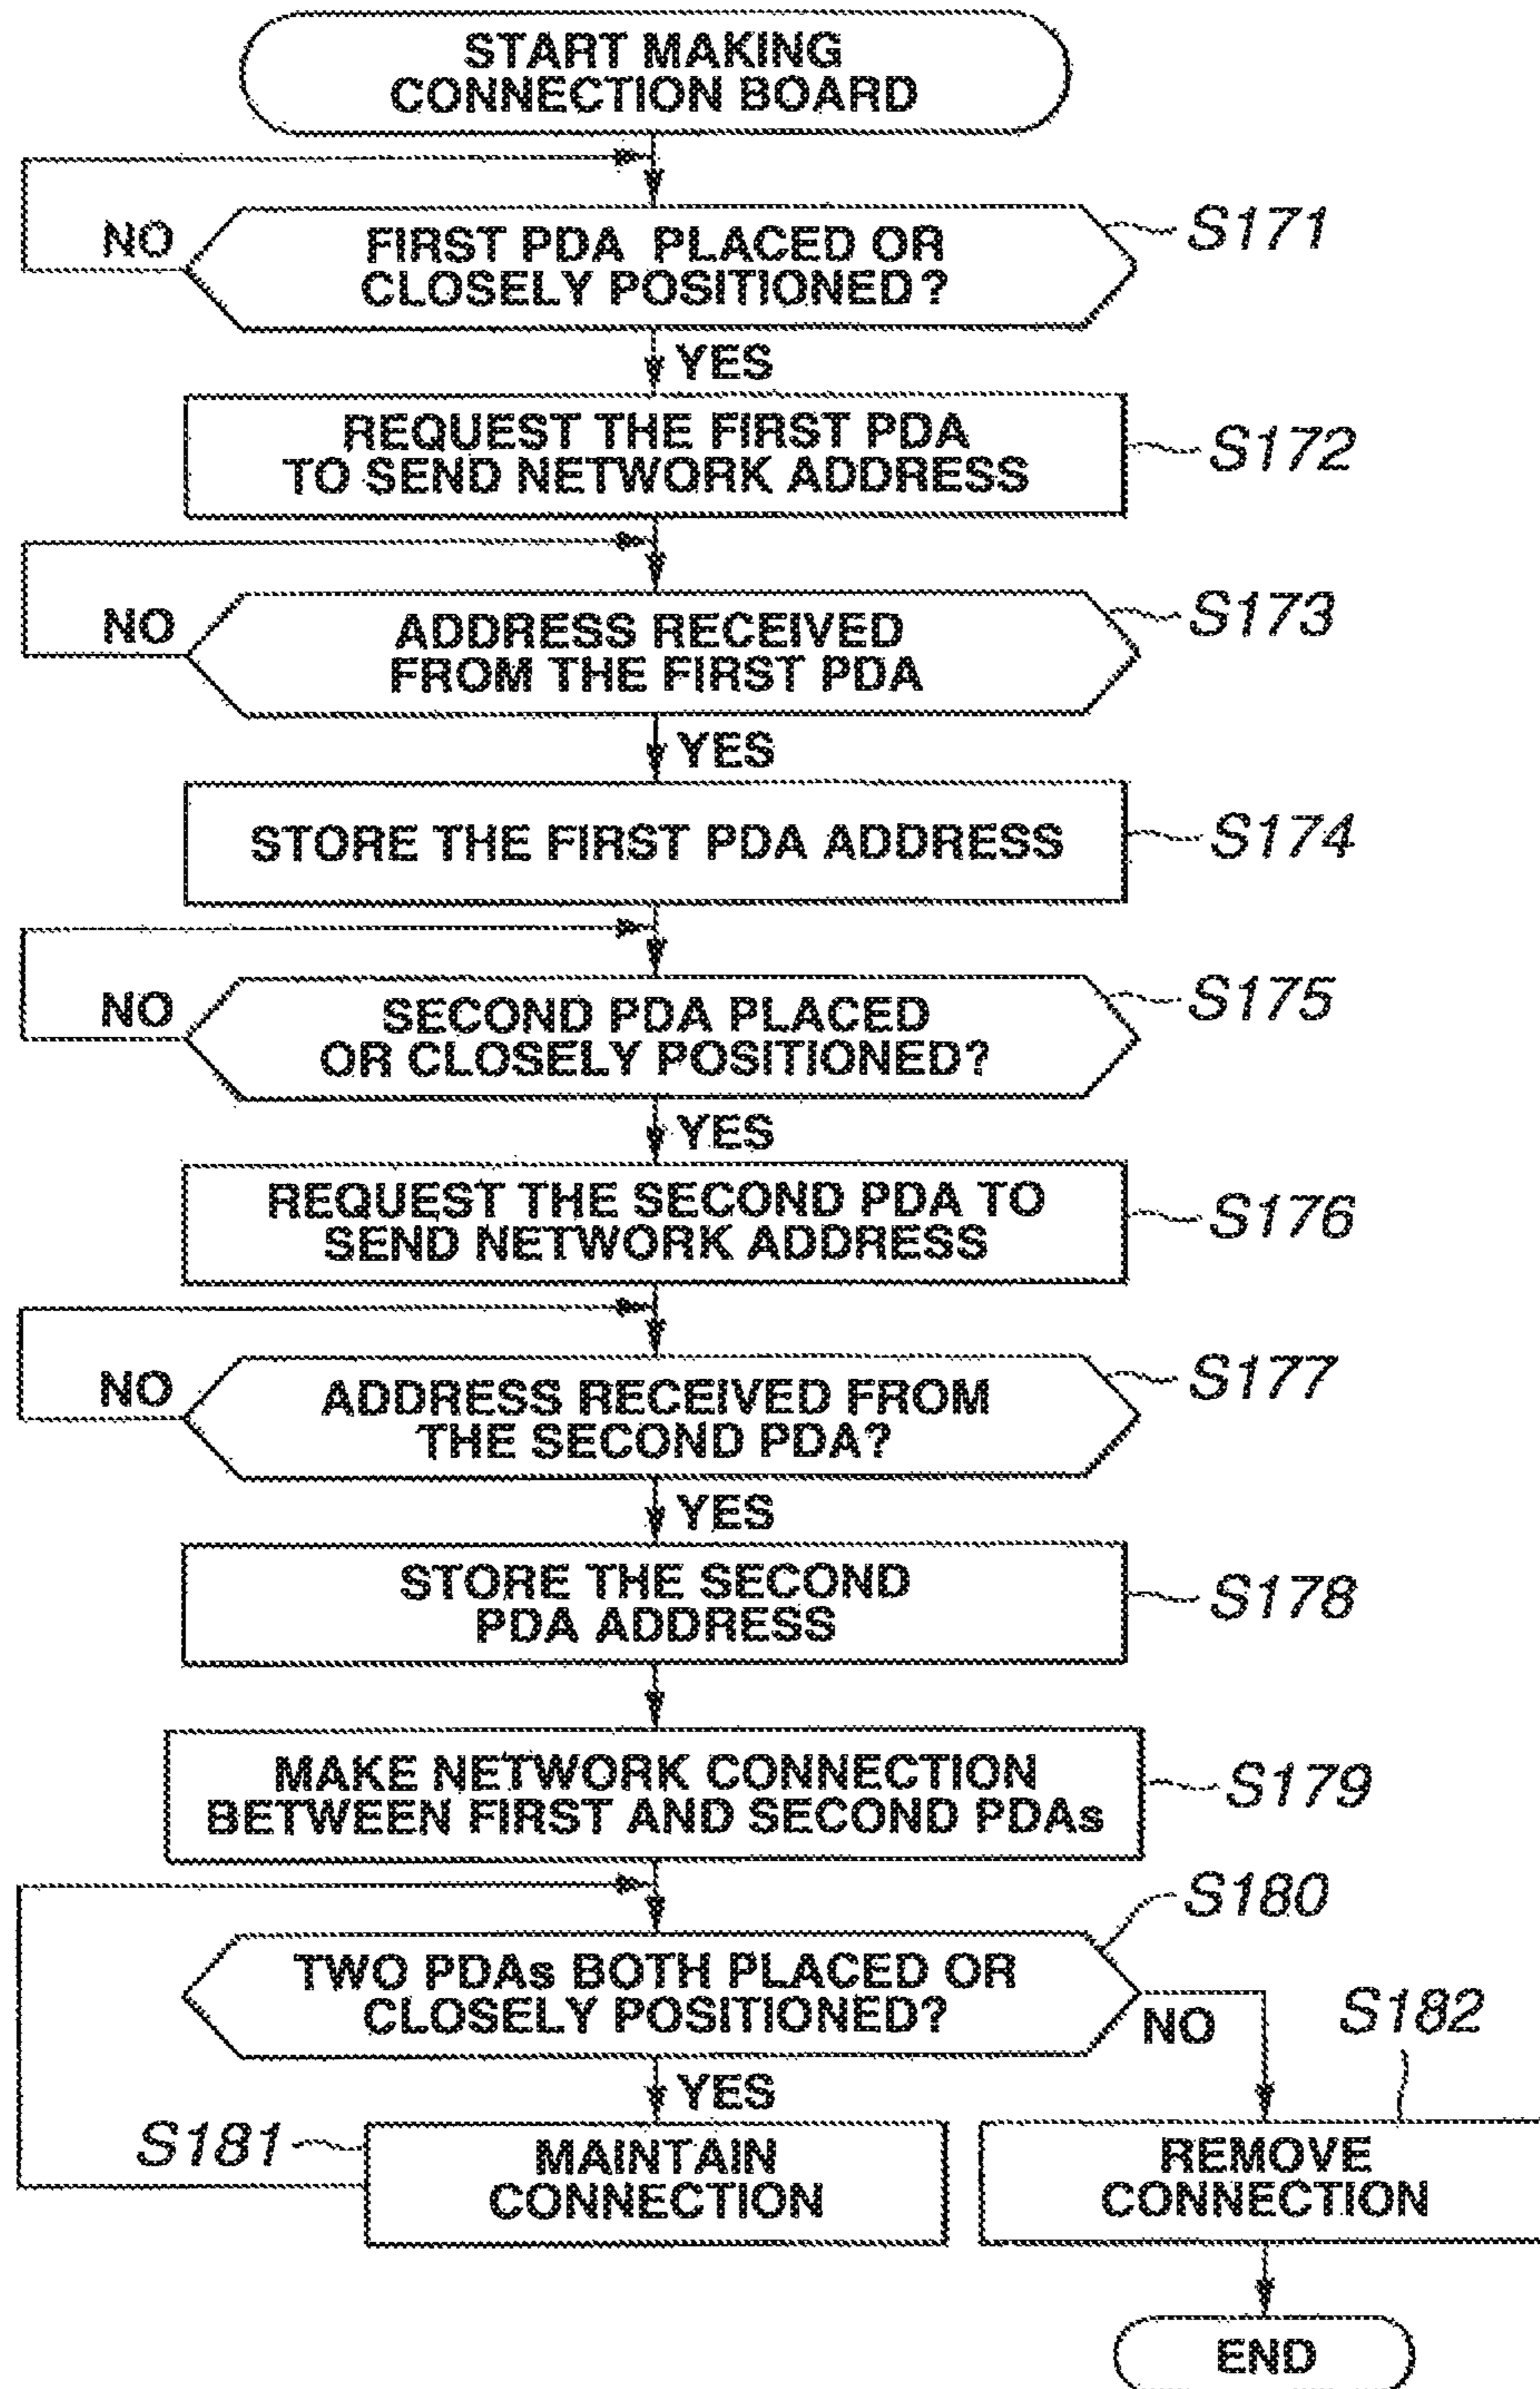 START MAKING
CONNECTION BOARD
NO
FIRST PDA PLACED OR
CLOSELY POSITIONED?
S171
YES
REQUEST THE FIRST PDA
TO SEND NETWORK ADDRESS
S172
NO
ADDRESS RECEIVED
FROM THE FIRST PDA
S173
YES
STORE THE FIRST PDA ADDRESS
S174
NO
SECOND PDA PLACED
OR CLOSELY POSITIONED?
S175
YES
REQUEST THE SECOND PDA TO
SEND NETWORK ADDRESS
S176
NO
ADDRESS RECEIVED FROM
THE SECOND PDA?
S177
YES
STORE THE SECOND
PDA ADDRESS
S178
MAKE NETWORK CONNECTION
BETWEEN FIRST AND SECOND PDAs
S179
TWO PDAs BOTH PLACED OR
CLOSELY POSITIONED?
S180
NO
S182
YES
S181
MAINTAIN
CONNECTION
REMOVE
CONNECTION
END